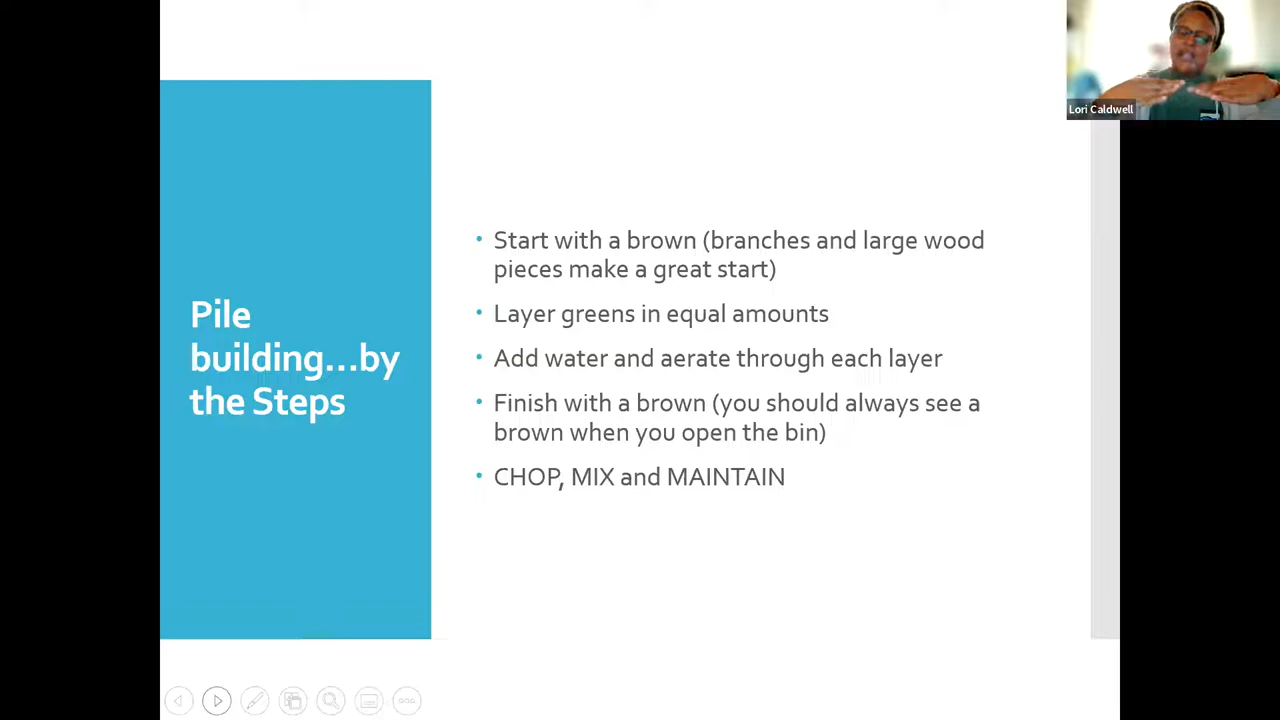 Lori Caldwell
Pile
building...by
the Steps
• Start with a brown (branches and large wood
pieces make a great start)
• Layer greens in equal amounts
• Add water and aerate through each layer
• Finish with a brown (you should always see a
brown when you open the bin)
• CHOP, MIX and MAINTAIN